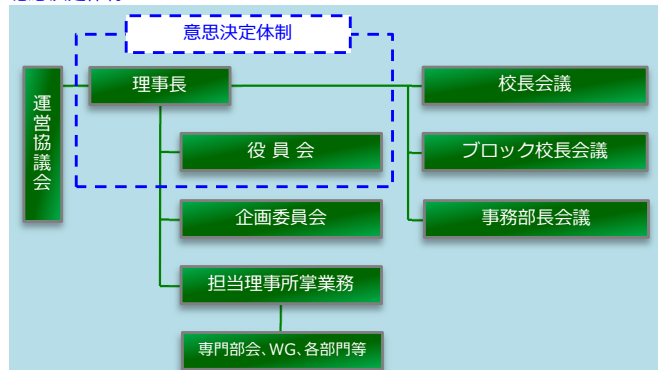 意思決定体制
運営協議会
理事長
校長会議
役 員 会
ブロック校長会議
企画委員会
事務部長会議
担当理事所掌業務
専門部会、WG、各部門等